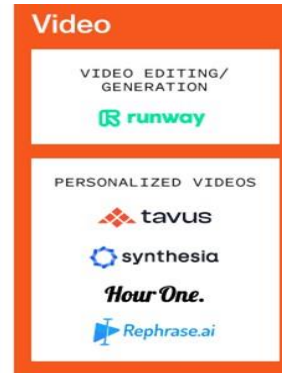 Video
VIDEO EDITING/
GENERATION
runway
PERSONALIZED VIDEOS
tavus
synthesia
Hour One.
Rephrase.ai